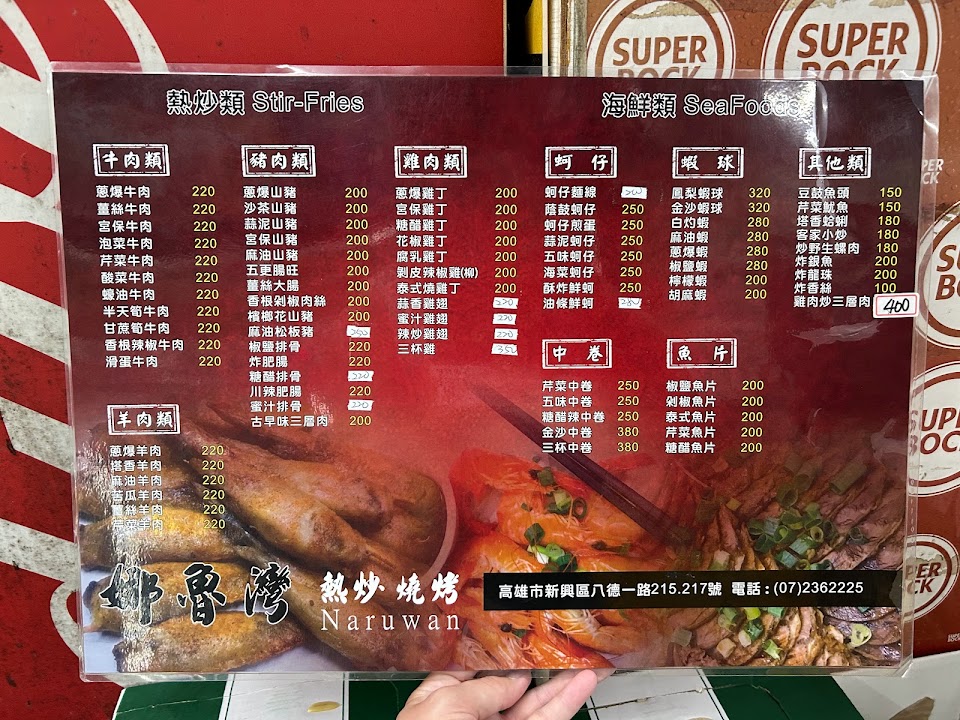 SUPER
BOCK
SUPER
BOCK
熱炒類 Stir-Fries
牛肉類
蔥爆牛肉 220
薑絲牛肉 220
宮保牛肉 220
泡菜牛肉 220
芹菜牛肉 220
酸菜牛肉 220
蠔油牛肉 220
半天筍牛肉 220
甘蔗筍牛肉 220
香根辣椒牛肉 220
滑蛋牛肉 220
羊肉類
蔥爆羊肉 220
塔香羊肉 220
麻油羊肉 220
苦瓜羊肉 220
薑絲羊肉 220
芹菜羊肉 220
豬肉類
蔥爆山豬 200
沙茶山豬 200
蒜泥山豬 200
宮保山豬 200
麻油山豬 200
五更腸旺 200
薑絲大腸 200
香根剁椒肉絲 200
檳榔花山豬 200
麻油松板豬
椒鹽排骨 220
炸肥腸 220
糖醋排骨 220
川辣肥腸 220
蜜汁排骨 220
古早味三層肉 200
雞肉類
蔥爆雞丁 200
宮保雞丁 200
糖醋雞丁 200
花椒雞丁 200
腐乳雞丁 200
剝皮辣椒雞(柳) 200
泰式燒雞丁 200
蒜香雞翅 220
蜜汁雞翅 220
辣炒雞翅 220
三杯雞 350
海鮮類 SeaFoods
蚵仔
蚵仔麵線 200
蔭鼓蚵仔 250
蚵仔煎蛋 250
蒜泥蚵仔 250
五味蚵仔 250
海菜蚵仔 250
酥炸鮮蚵 250
油條鮮蚵 280
中卷
芹菜中卷 250
五味中卷 250
糖醋辣中卷 250
金沙中卷 380
三杯中卷 380
蝦球
鳳梨蝦球 320
金沙蝦球 320
白灼蝦 280
麻油蝦 280
蔥爆蝦 280
椒鹽蝦 280
檸檬蝦 200
胡麻蝦 200
魚片
椒鹽魚片 200
剁椒魚片 200
泰式魚片 200
芹菜魚片 200
糖醋魚片 200
其他類
豆鼓魚頭 150
芹菜魷魚 150
塔香蛤蜊 180
客家小炒 180
炒野生螺肉 180
炸銀魚 200
炸龍珠 200
炸香絲 100
雞肉炒三層肉 400
娜魯灣
熱炒燒烤
Naruwan
高雄市新興區八德一路215.217號 電話:(07)2362225